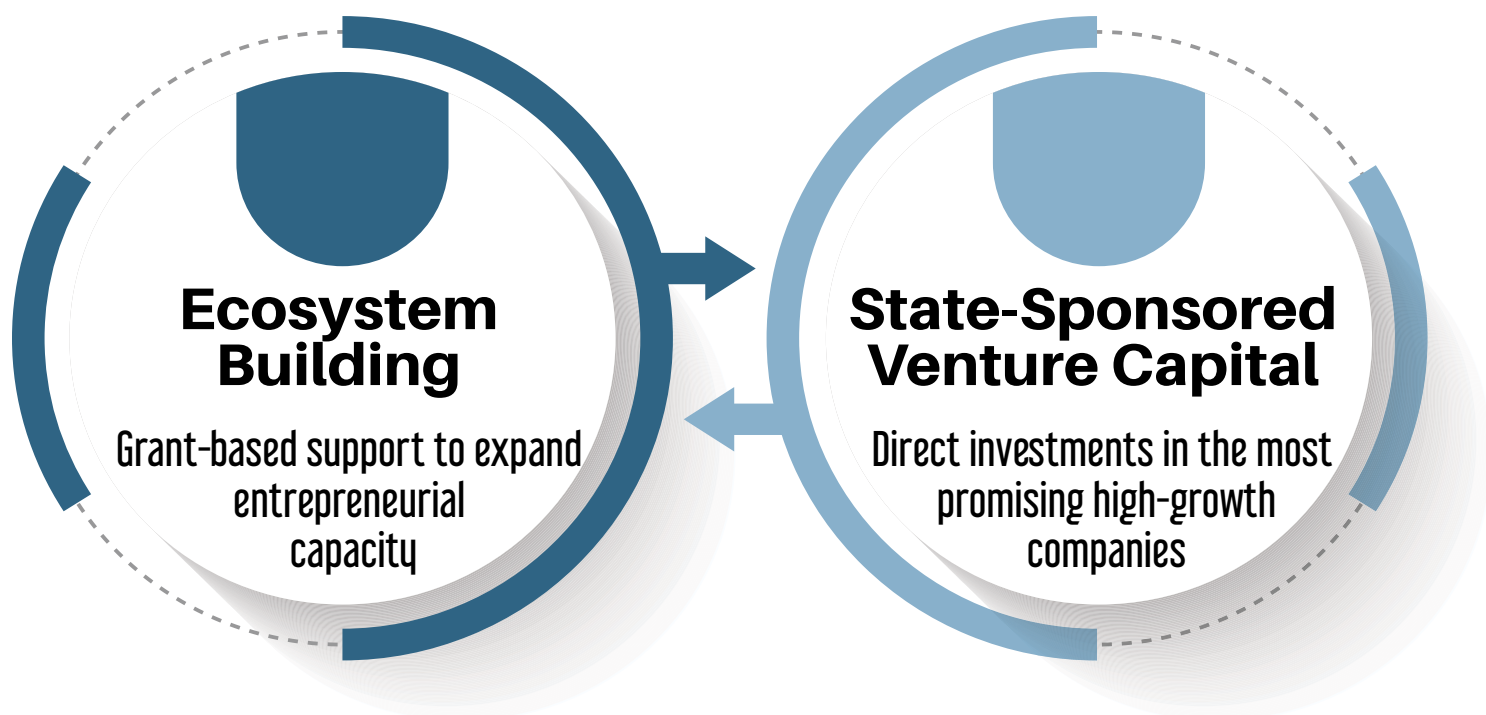 Ecosystem
Building
Grant-based support to expand
entrepreneurial
capacity
State-Sponsored
Venture Capital
Direct investments in the most
promising high-growth
companies